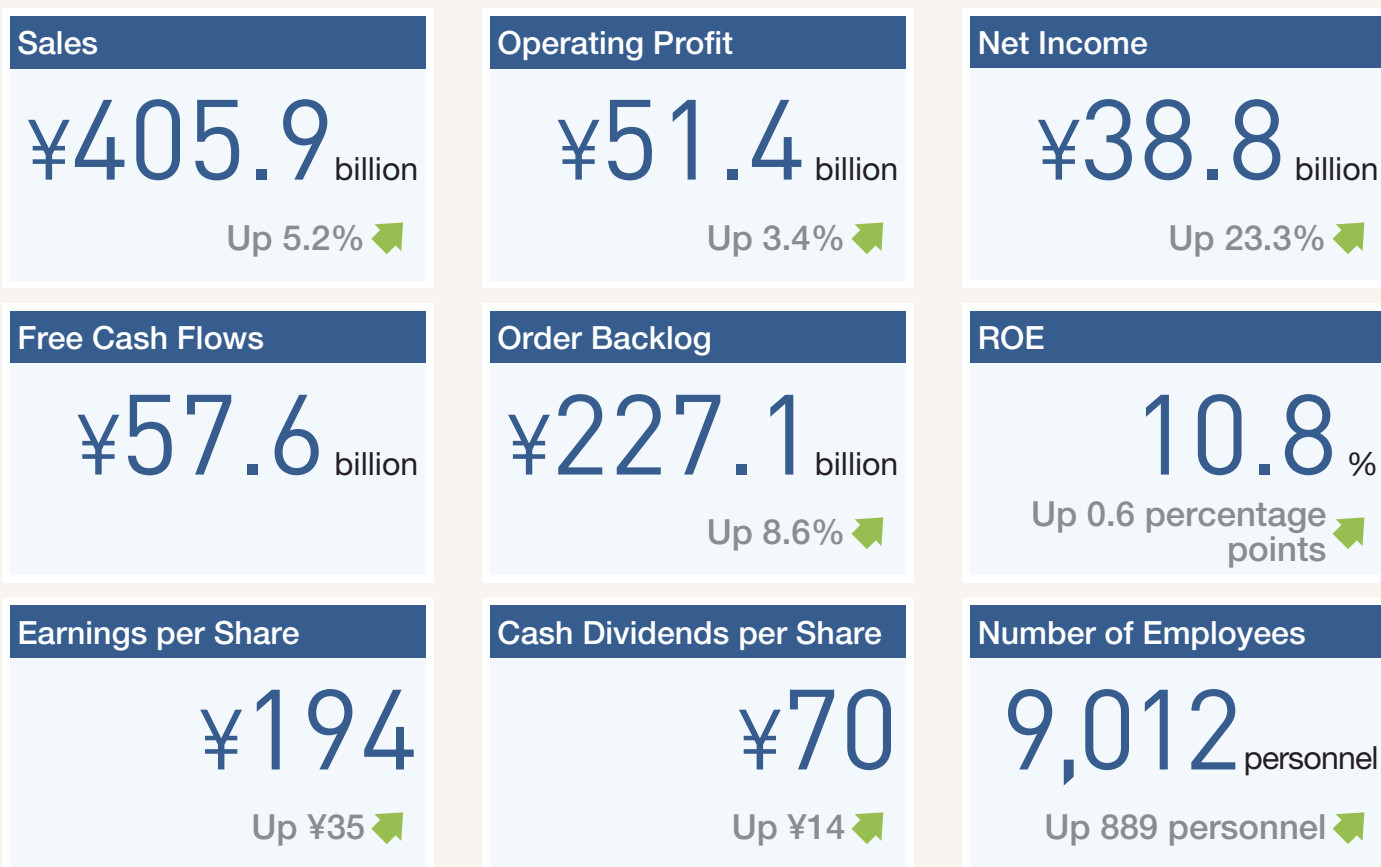 Sales
¥405.9 billion
Up 5.2%
Operating Profit
¥51.4 billion
Up 3.4%
Net Income
¥38.8 billion
Up 23.3%
Free Cash Flows
¥57.6 billion
Order Backlog
¥227.1 billion
Up 8.6%
ROE
10.8 %
Up 0.6 percentage
points
Earnings per Share
¥194
Up ¥35
Cash Dividends per Share
¥70
Up ¥14
Number of Employees
9,012 personnel
Up 889 personnel